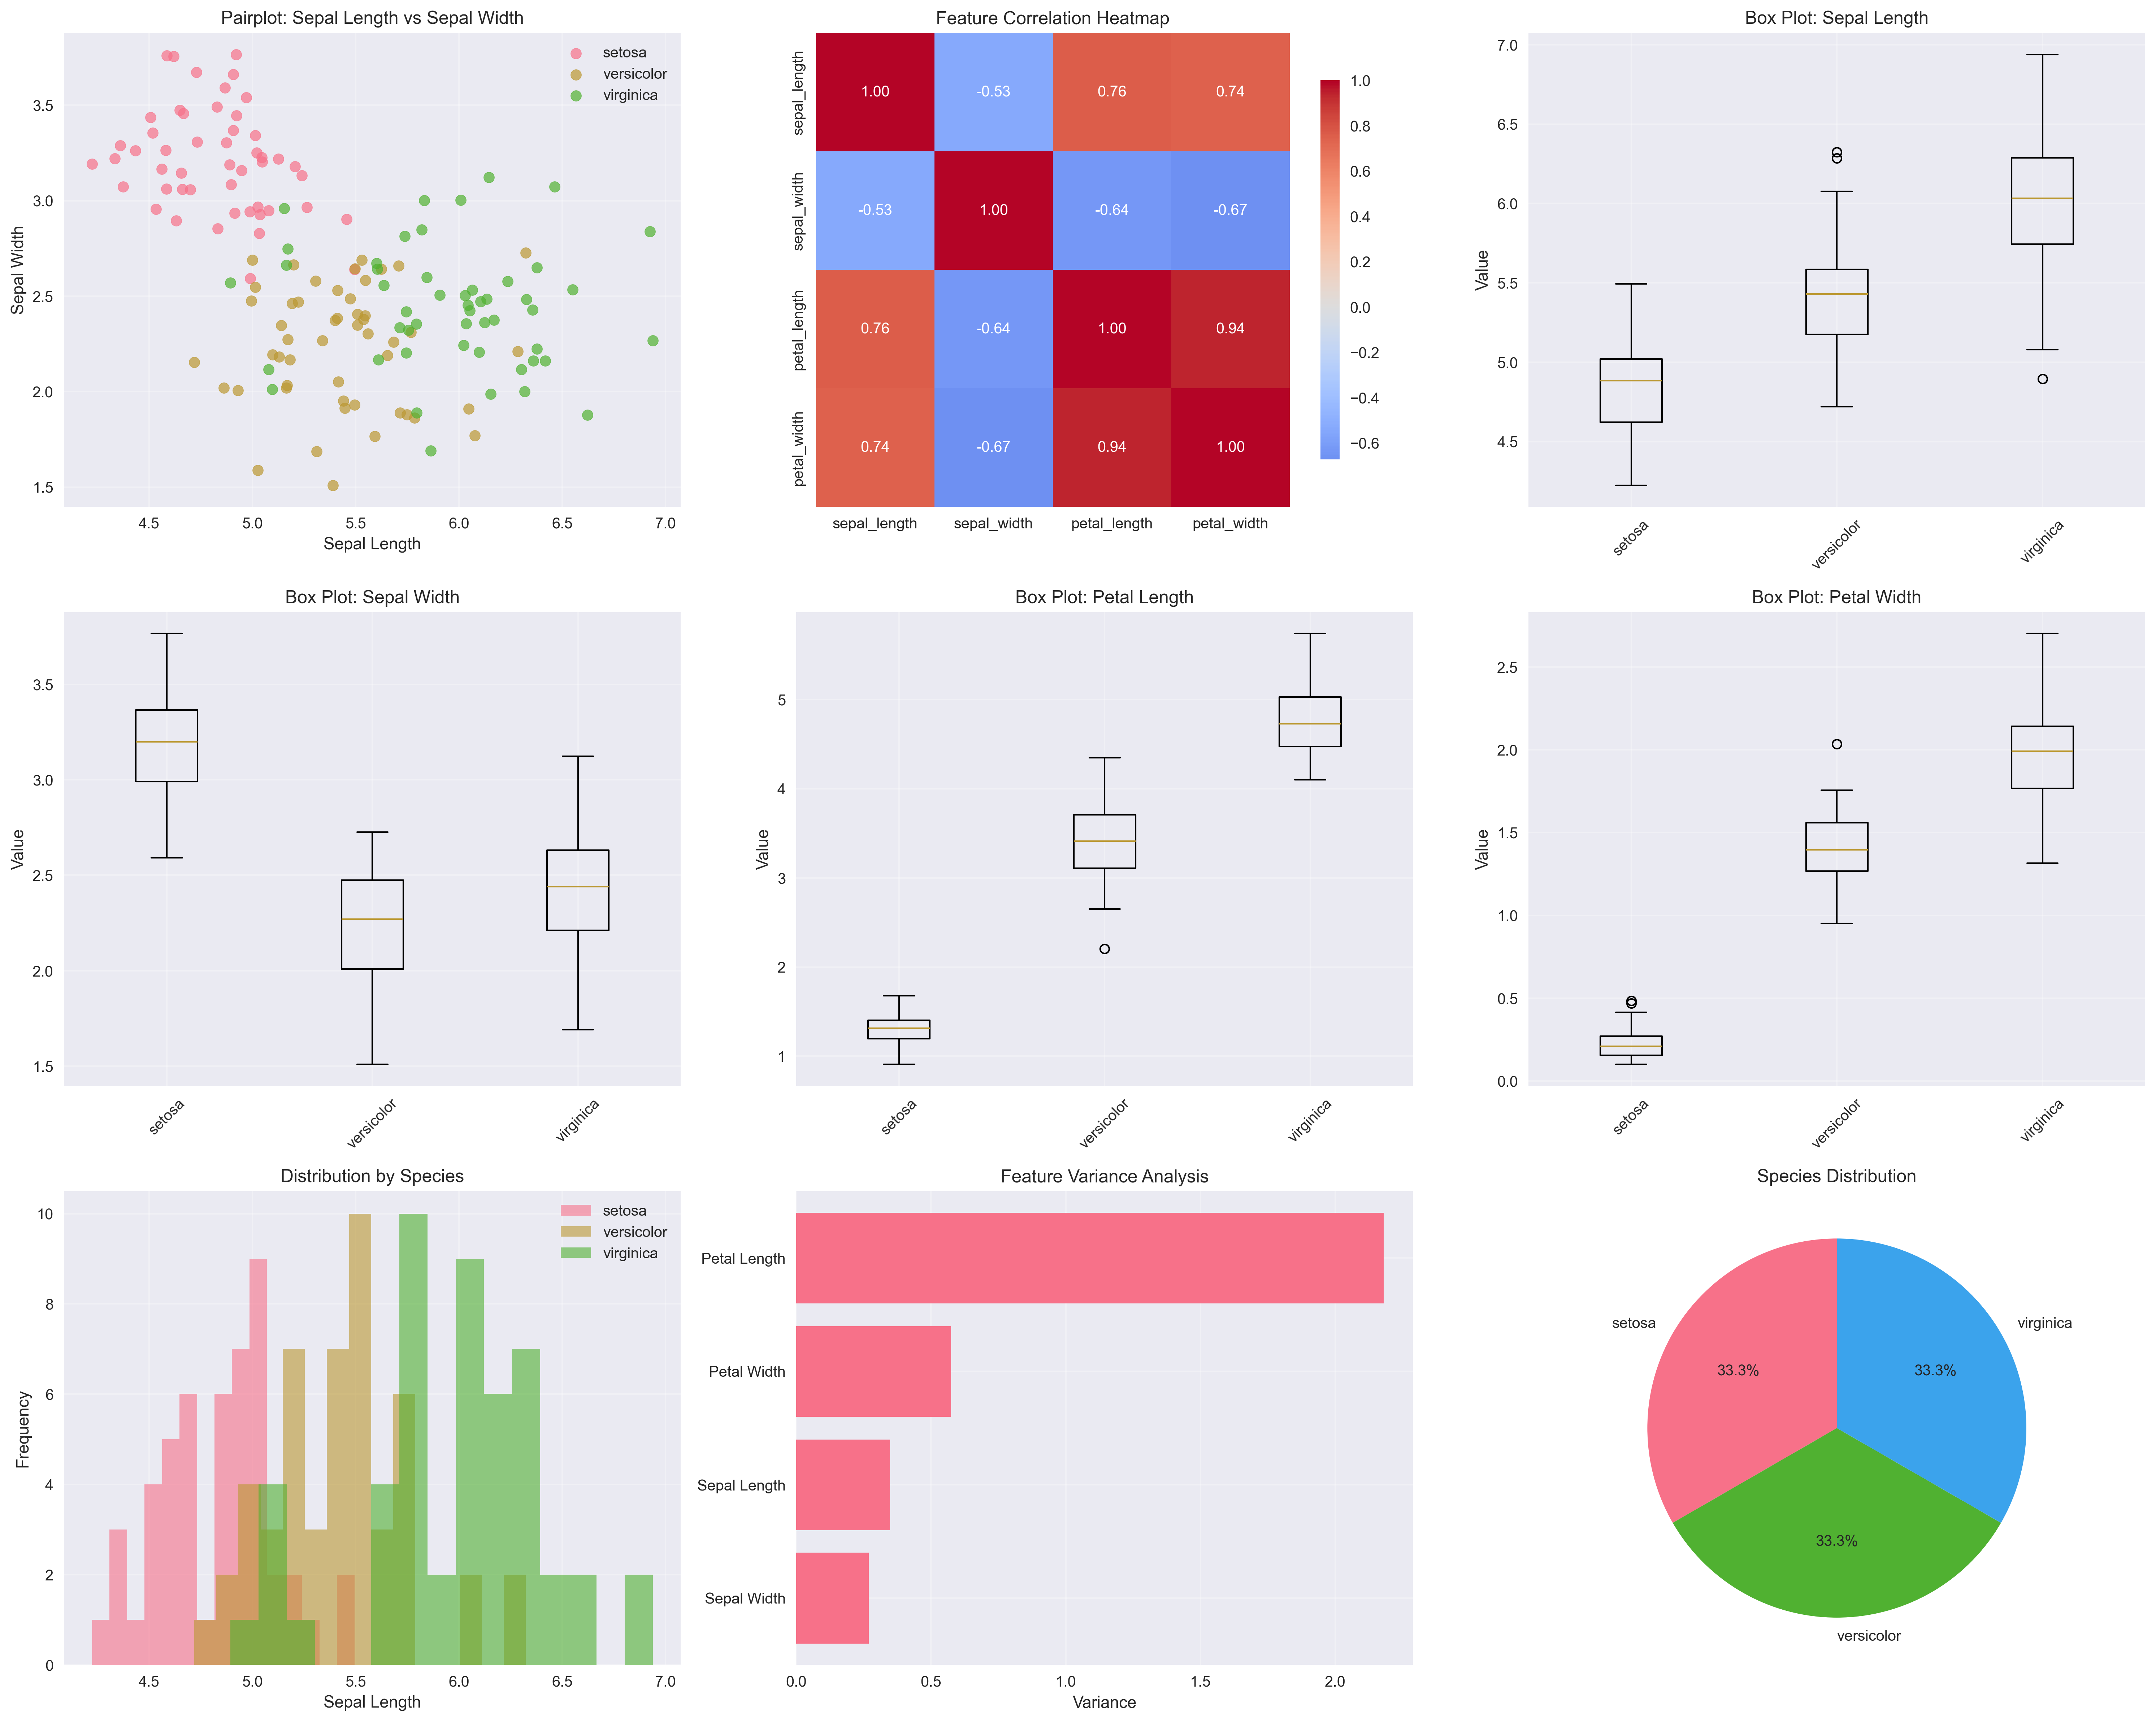 Pairplot: Sepal Length vs Sepal Width
setosa
versicolor
virginica
3.5
3.0
2.5
2.0
1.5
Sepal Width
4.5 5.0 5.5 6.0 6.5 7.0
Sepal Length
Feature Correlation Heatmap
sepal_length
sepal_width
petal_length
petal_width
1.00 -0.53 0.76 0.74
-0.53 1.00 -0.64 -0.67
0.76 -0.64 1.00 0.94
0.74 -0.67 0.94 1.00
sepal_length sepal_width petal_length petal_width
1.0
0.8
0.6
0.4
0.2
0.0
−0.2
−0.4
−0.6
Box Plot: Sepal Length
7.0
6.5
6.0
5.5
5.0
4.5
Value
setosa versicolor virginica
Box Plot: Sepal Width
3.5
3.0
2.5
2.0
1.5
Value
setosa versicolor virginica
Box Plot: Petal Length
5
4
3
2
1
Value
setosa versicolor virginica
Box Plot: Petal Width
2.5
2.0
1.5
1.0
0.5
0.0
Value
setosa versicolor virginica
Distribution by Species
setosa
versicolor
virginica
10
8
6
4
2
0
Frequency
4.5 5.0 5.5 6.0 6.5 7.0
Sepal Length
Feature Variance Analysis
Petal Length
Petal Width
Sepal Length
Sepal Width
0.0 0.5 1.0 1.5 2.0
Variance
Species Distribution
setosa
virginica
33.3% 33.3%
33.3%
versicolor